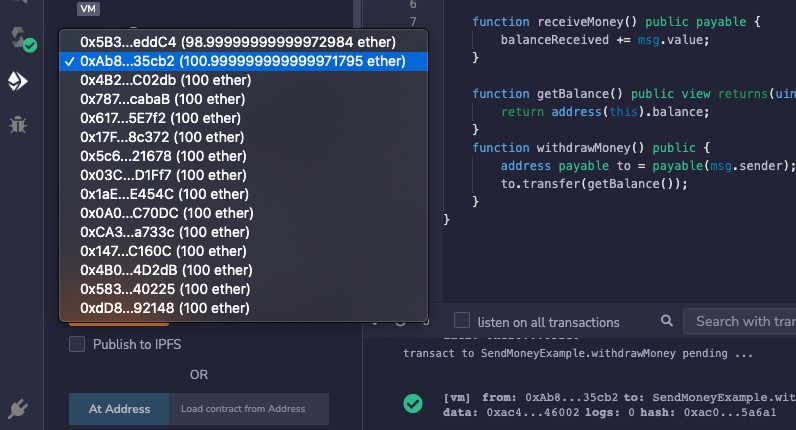 VM
0x5B3...eddC4 (98.99999999999972984 ether)
✓ 0xAb8...35cb2 (100.999999999999971795 ether)
0x4B2...C02db (100 ether)
0x787...cabaB (100 ether)
0x617...5E7f2 (100 ether)
0x17F...8c372 (100 ether)
0x5c6...21678 (100 ether)
0x03C...D1Ff7 (100 ether)
0x1aE...E454C (100 ether)
0x0A0...C70DC (100 ether)
0xCA3...a733c (100 ether)
0x147...C160C (100 ether)
0x4B0...4D2dB (100 ether)
0x583...40225 (100 ether)
0xdD8...92148 (100 ether)
Publish to IPFS
OR
At Address
Load contract from Address
6
7
function receiveMoney() public payable {
balanceReceived += msg.value;
}
function getBalance() public view returns(uin
return address(this).balance;
}
function withdrawMoney() public {
address payable to = payable(msg.sender);
to.transfer(getBalance());
}
}
0
listen on all transactions
Search with tran
transact to SendMoneyExample.withdrawMoney pending ...
[vm] from: 0xAb8...35cb2 to: SendMoneyExample.wit
data: 0xac4...46002 logs: 0 hash: 0xac0...5a6a1